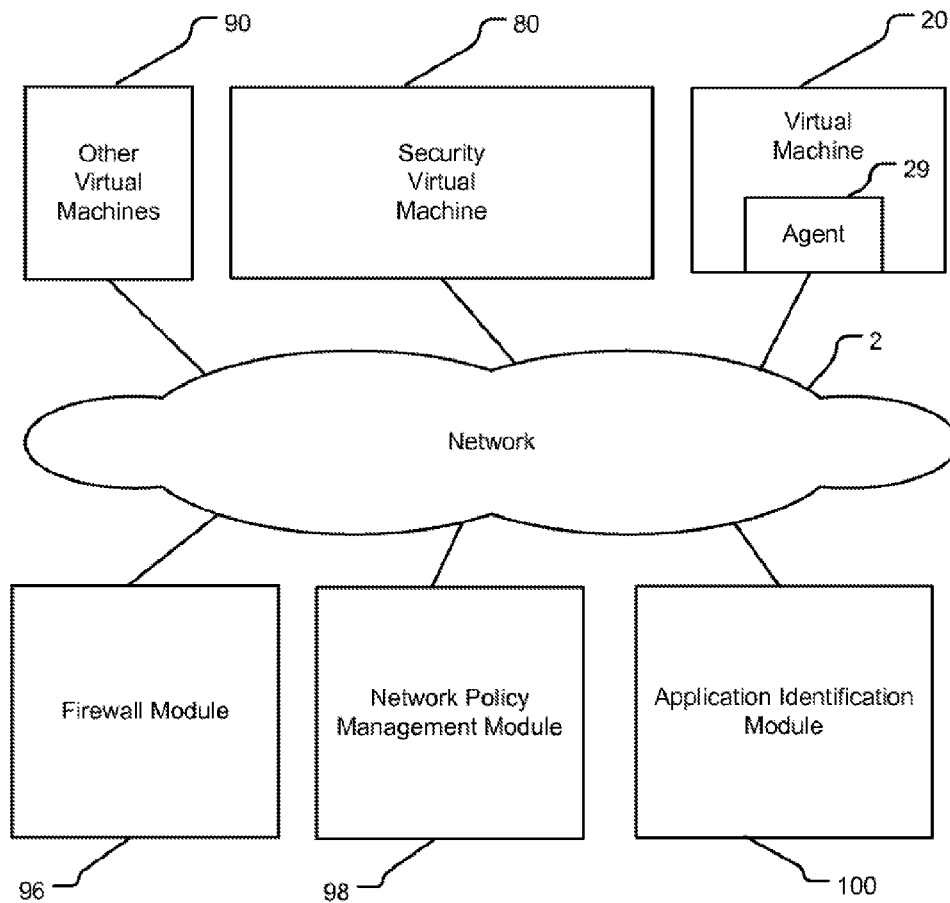 90
80
20
Other
Virtual
Machines
Security
Virtual
Machine
Virtual
Machine
29
Agent
2
Network
Firewall Module
Network Policy
Management Module
Application Identification
Module
96
98
100